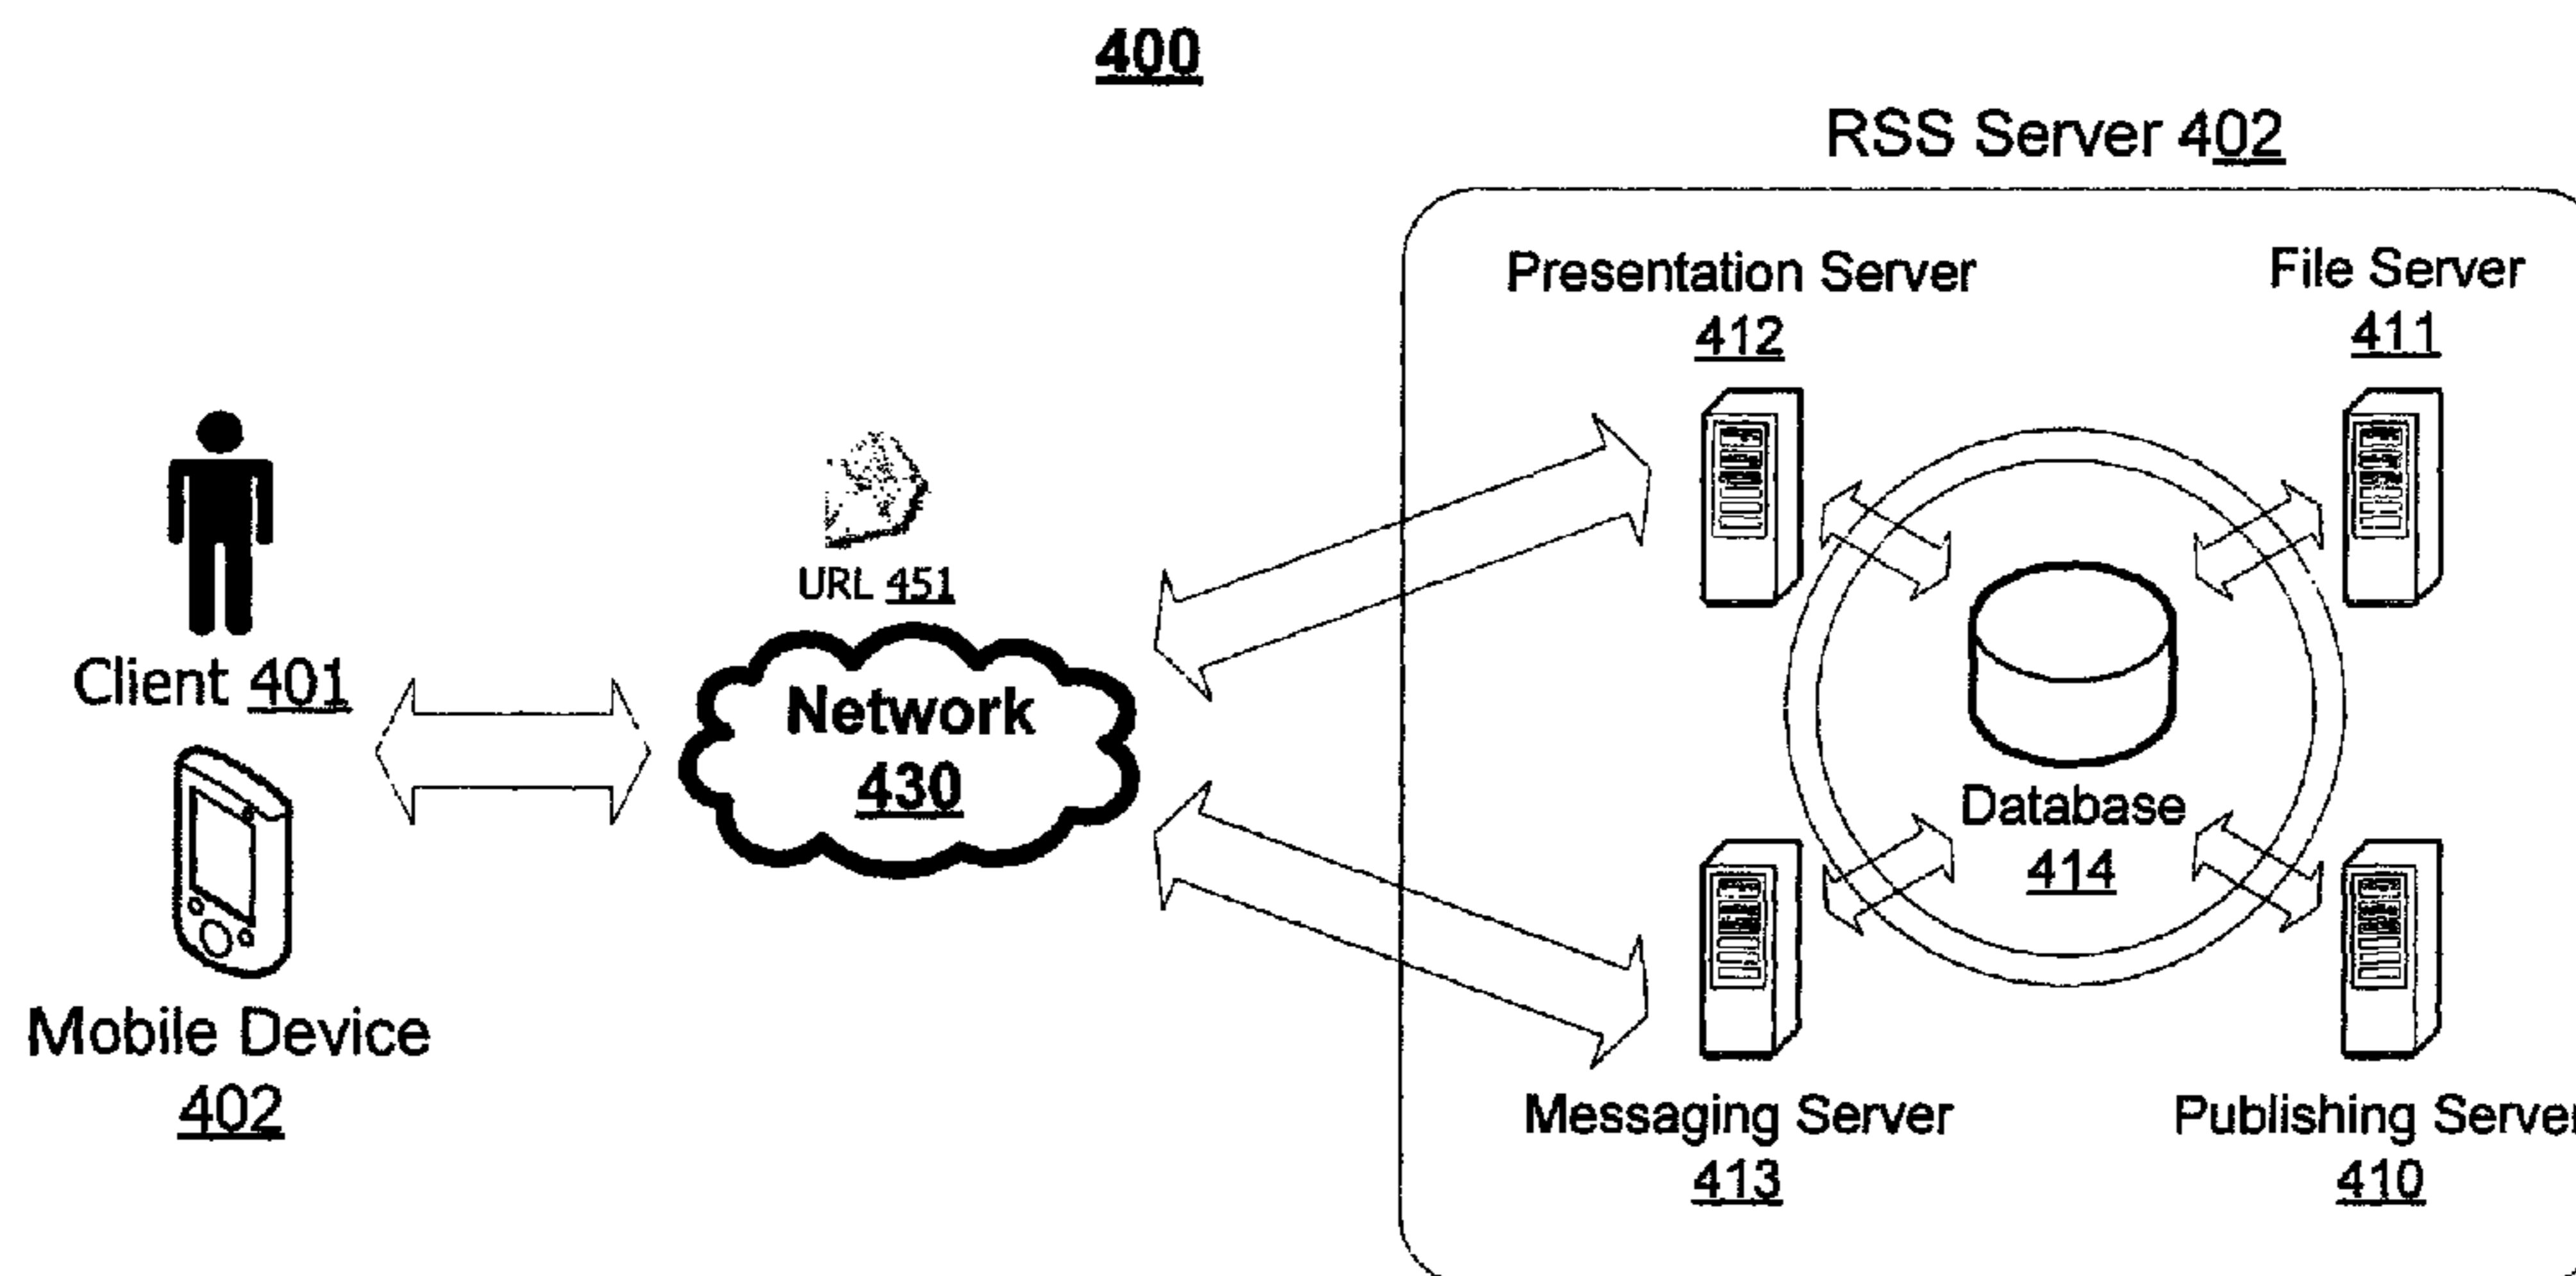 400
RSS Server 402
Presentation Server
412
File Server
411
Client 401
URL 451
Network
430
Mobile Device
402
Database
414
Messaging Server
413
Publishing Server
410